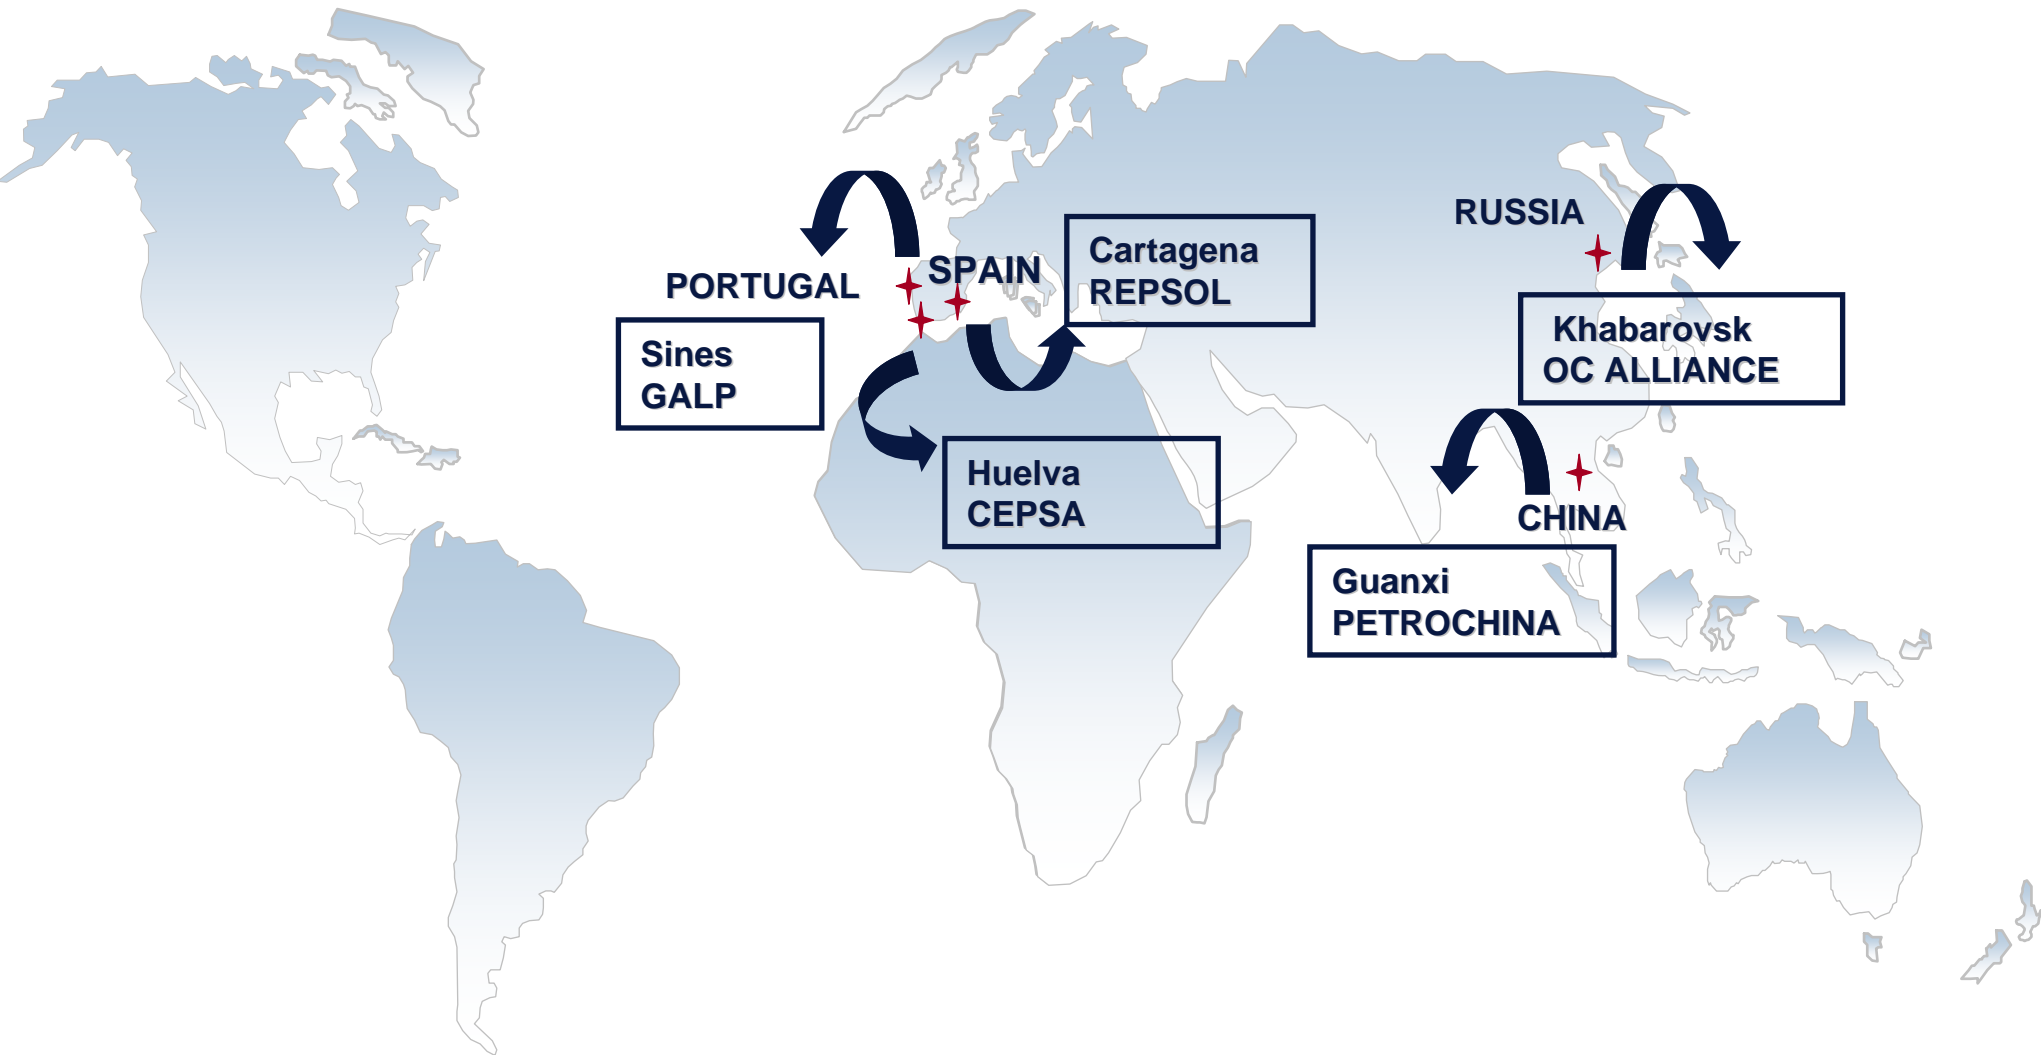 PORTUGAL
Sines
GALP
SPAIN
Cartagena
REPSOL
Huelva
CEPSA
RUSSIA
Khabarovsk
OC ALLIANCE
CHINA
Guanxi
PETROCHINA